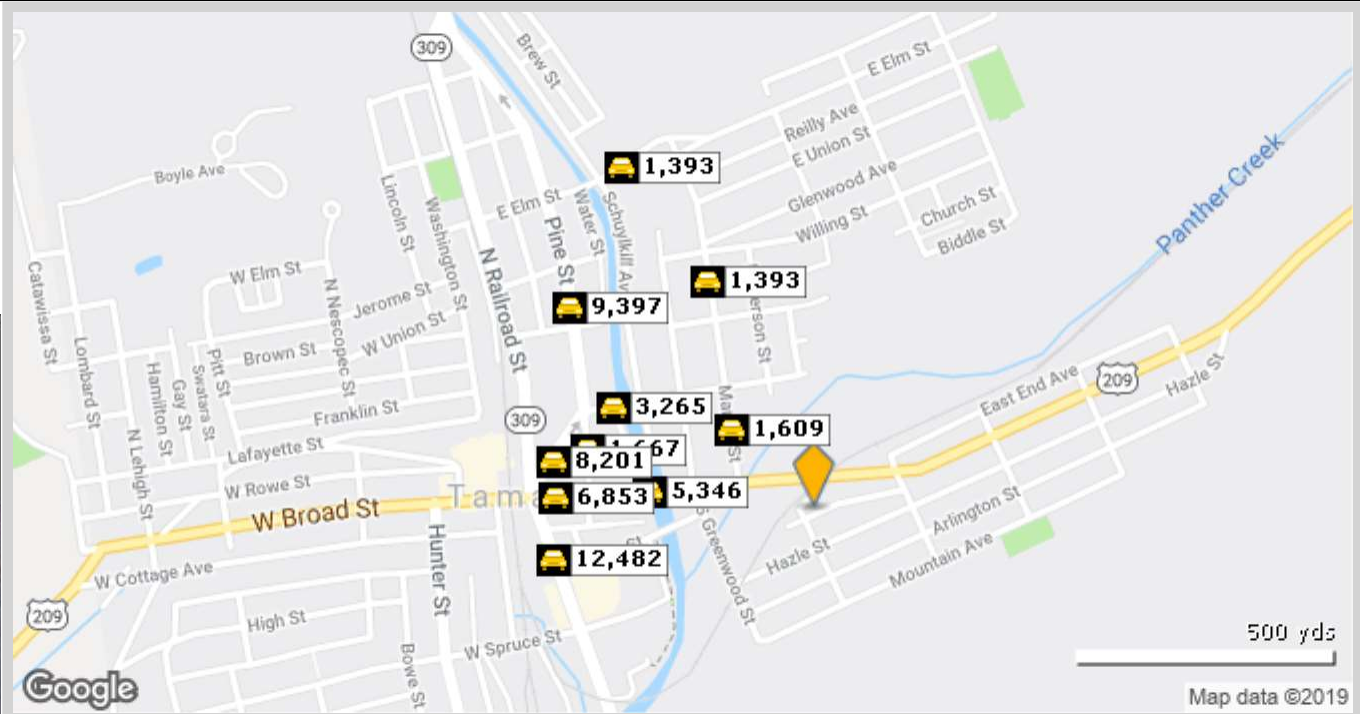 309
Brew St
E Elm St
Reilly Ave
E Union St
1,393
Boyle Ave
Glenwood Ave
Panther Creek
Lincoln St
Washington St
E Elm St
Water St
Schuylkill Av
Willing St
Church St
Biddle St
Pine St
W Elm St
N Railroad St
1,393
Catawissa St
N Nescopec St
Jerome St
9,397
erson St
W Union St
Lombard St
Brown St
Pitt St
Hamilton St
Gay St
Swatara St
East End Ave
209
Hazle St
Franklin St
309
3,265
1,609
N Lehigh St
Lafayette St
8,201
W Rowe St
Tama
6,853
5,346
W Broad St
Arlington St
S Greenwood St
Hunter St
12,482
Hazle St
Mountain Ave
W Cottage Ave
209
High St
500 yds
W Spruce St
Bowe St
Google
Map data ©2019